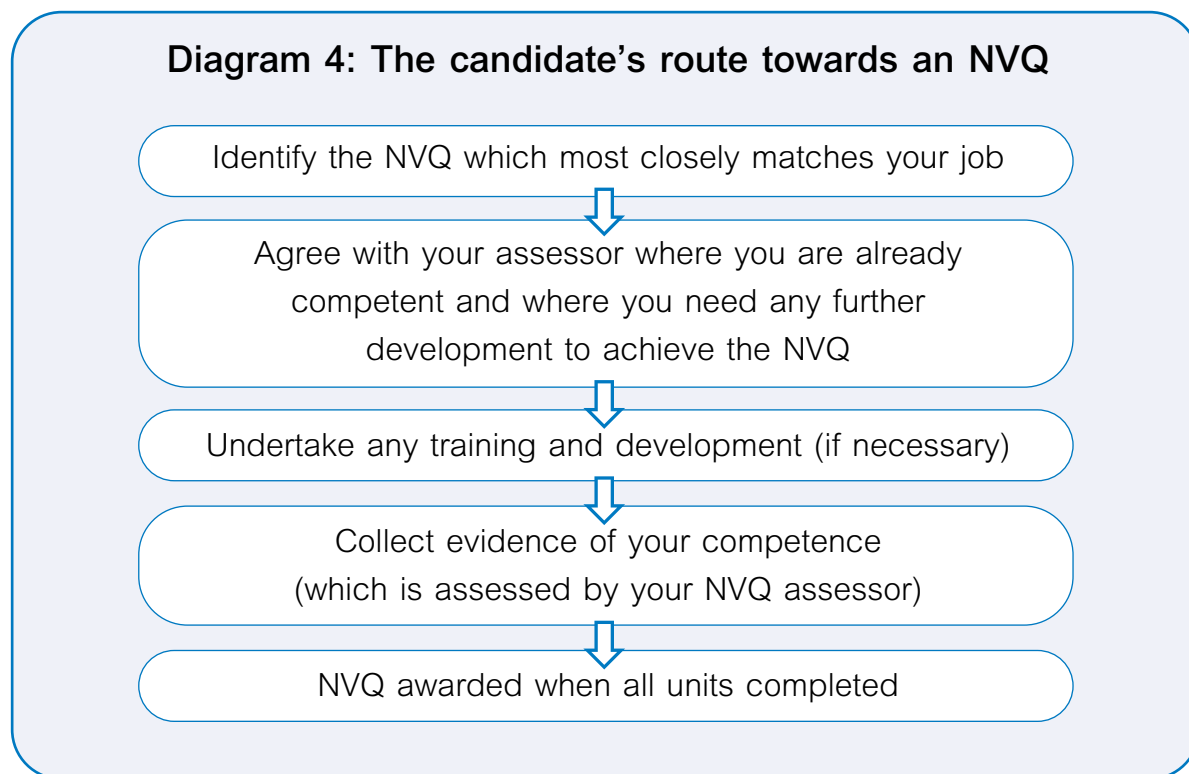 Diagram 4: The candidate’s route towards an NVQ
Identify the NVQ which most closely matches your job
Agree with your assessor where you are already
competent and where you need any further
development to achieve the NVQ
Undertake any training and development (if necessary)
Collect evidence of your competence
(which is assessed by your NVQ assessor)
NVQ awarded when all units completed